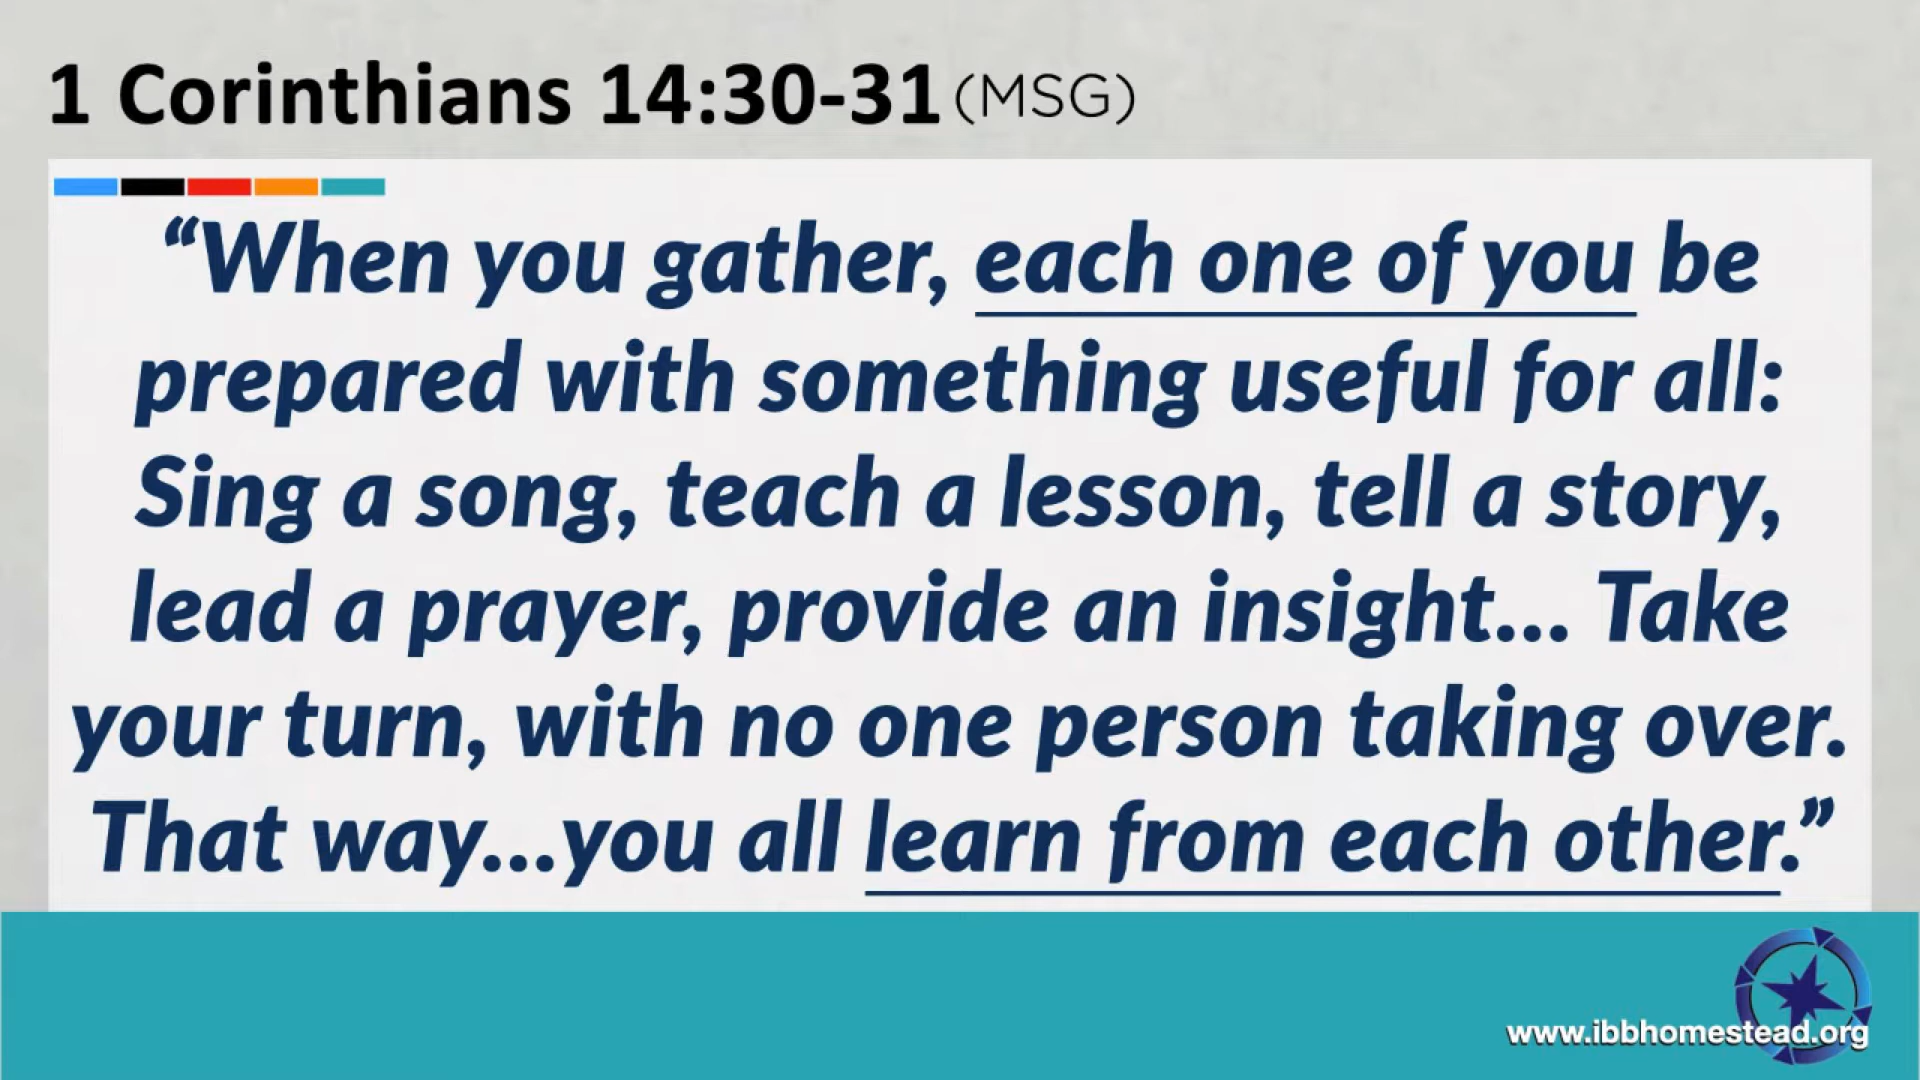 1 Corinthians 14:30-31 (MSG)
“When you gather, each one of you be
prepared with something useful for all:
Sing a song, teach a lesson, tell a story,
lead a prayer, provide an insight... Take
your turn, with no one person taking over.
That way...you all learn from each other.”
www.ibbhomestead.org